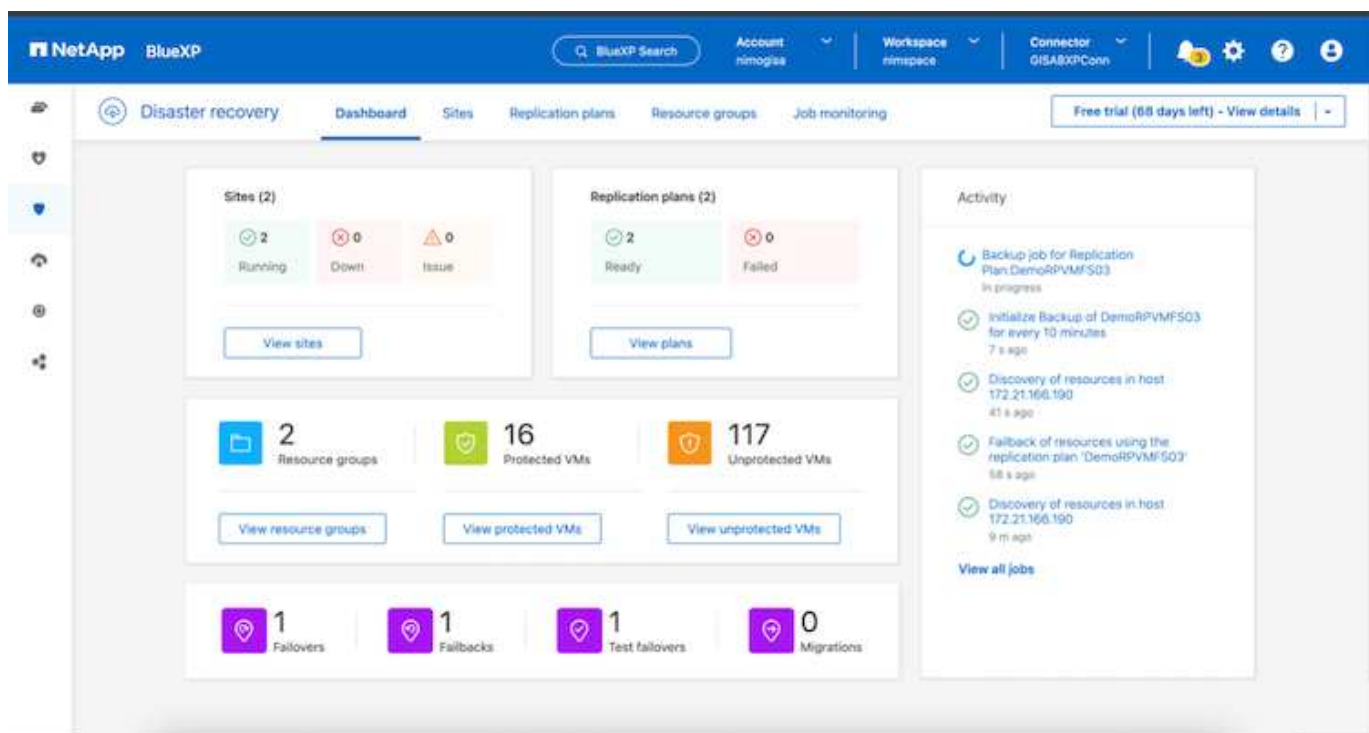 NetApp BlueXP
BlueXP Search
Account
nimogisa
Workspace
nimspace
Connector
GISABXPConn
3
Disaster recovery
Dashboard
Sites
Replication plans
Resource groups
Job monitoring
Free trial (68 days left) - View details
Sites (2)
2
Running
0
Down
0
Issue
View sites
Replication plans (2)
2
Ready
0
Failed
View plans
2
Resource groups
View resource groups
16
Protected VMs
View protected VMs
117
Unprotected VMs
View unprotected VMs
1
Failovers
1
Failbacks
1
Test failovers
0
Migrations
Activity
Backup job for Replication
Plan:DemoRPVMFS03
In progress
Initialize Backup of DemoRPVMFS03
for every 10 minutes
7 s ago
Discovery of resources in host
172.21.166.190
41 s ago
Failback of resources using the
replication plan 'DemoRPVMFS03'
58 s ago
Discovery of resources in host
172.21.166.190
9 m ago
View all jobs